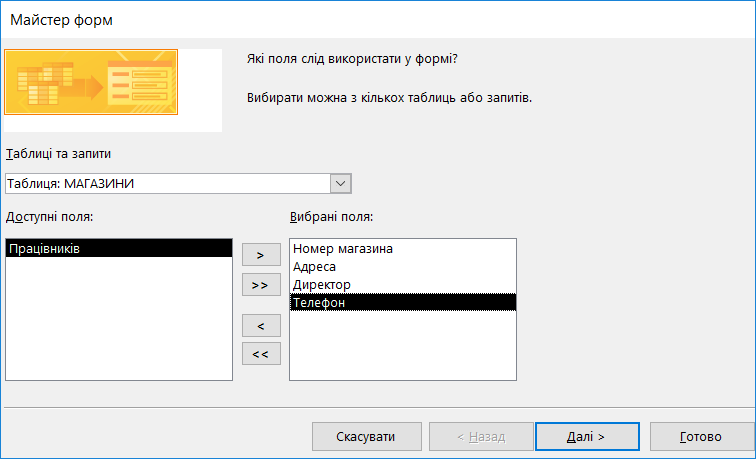 Майстер форм
Які поля слід використати у формі?
Вибирати можна з кількох таблиць або запитів.
Таблиці та запити
Таблиця: МАГАЗИНИ
Доступні поля:
Вибрані поля:
Працівників
>
>>
<
<<
Номер магазина
Адреса
Директор
Телефон
Скасувати
< Назад
Далі >
Готово